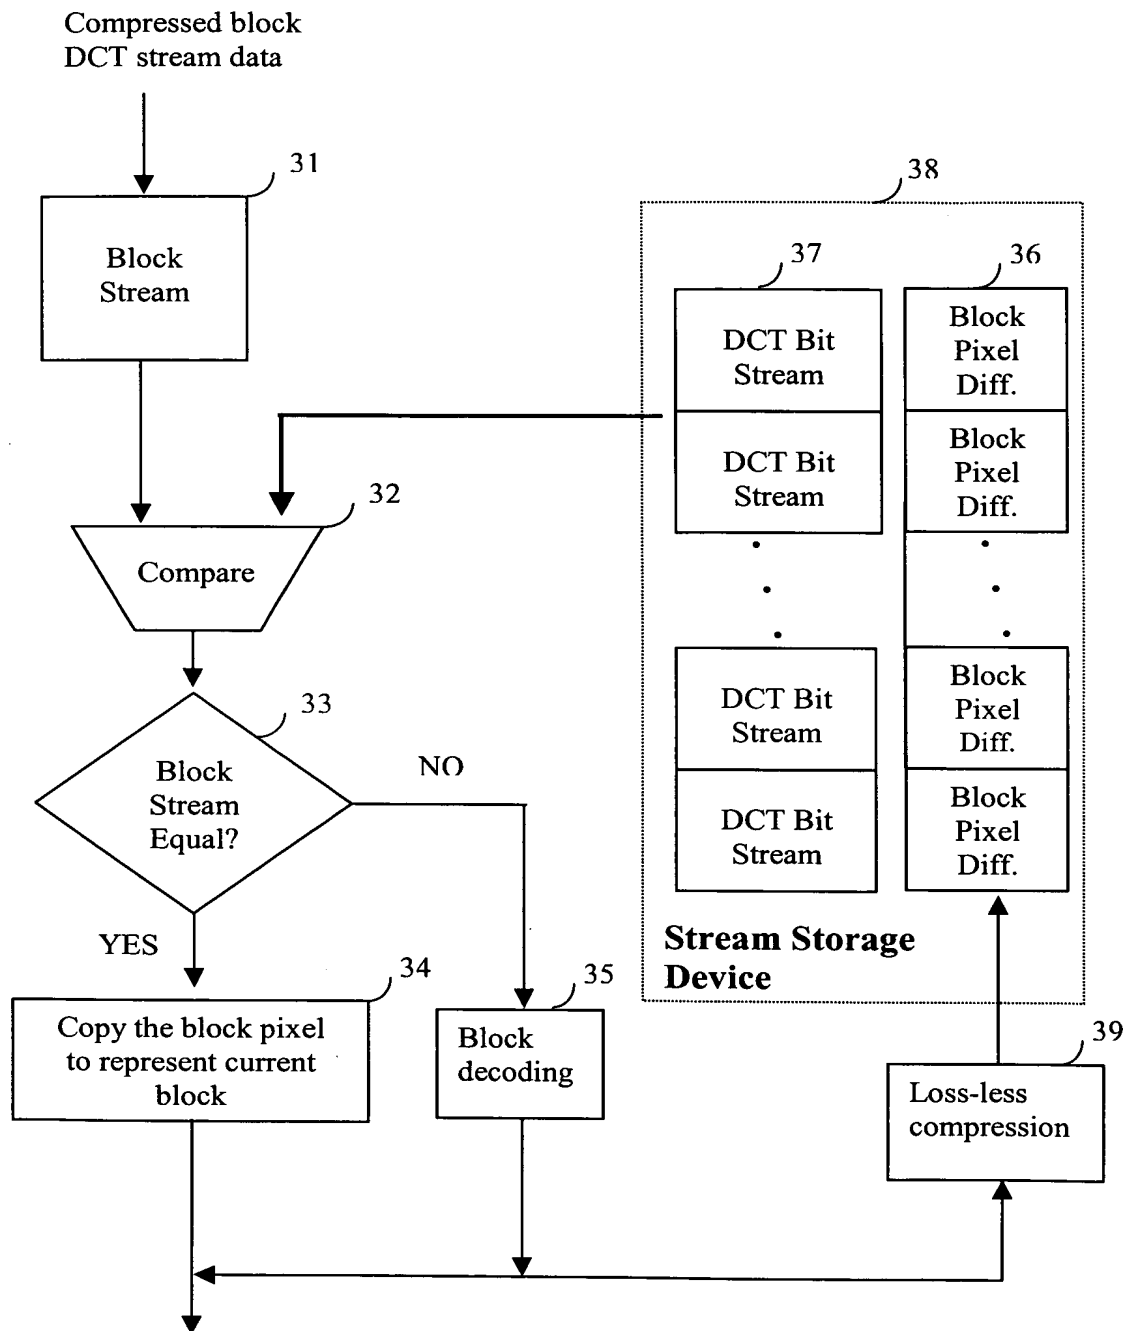 Compressed block
DCT stream data
31
Block
Stream
38
37
36
DCT Bit
Stream
Block
Pixel
Diff.
DCT Bit
Stream
Block
Pixel
Diff.
32
Compare
DCT Bit
Stream
Block
Pixel
Diff.
33
Block
Stream
Equal?
NO
DCT Bit
Stream
Block
Pixel
Diff.
YES
Stream Storage
Device
34
Copy the block pixel
to represent current
block
35
Block
decoding
39
Loss-less
compression